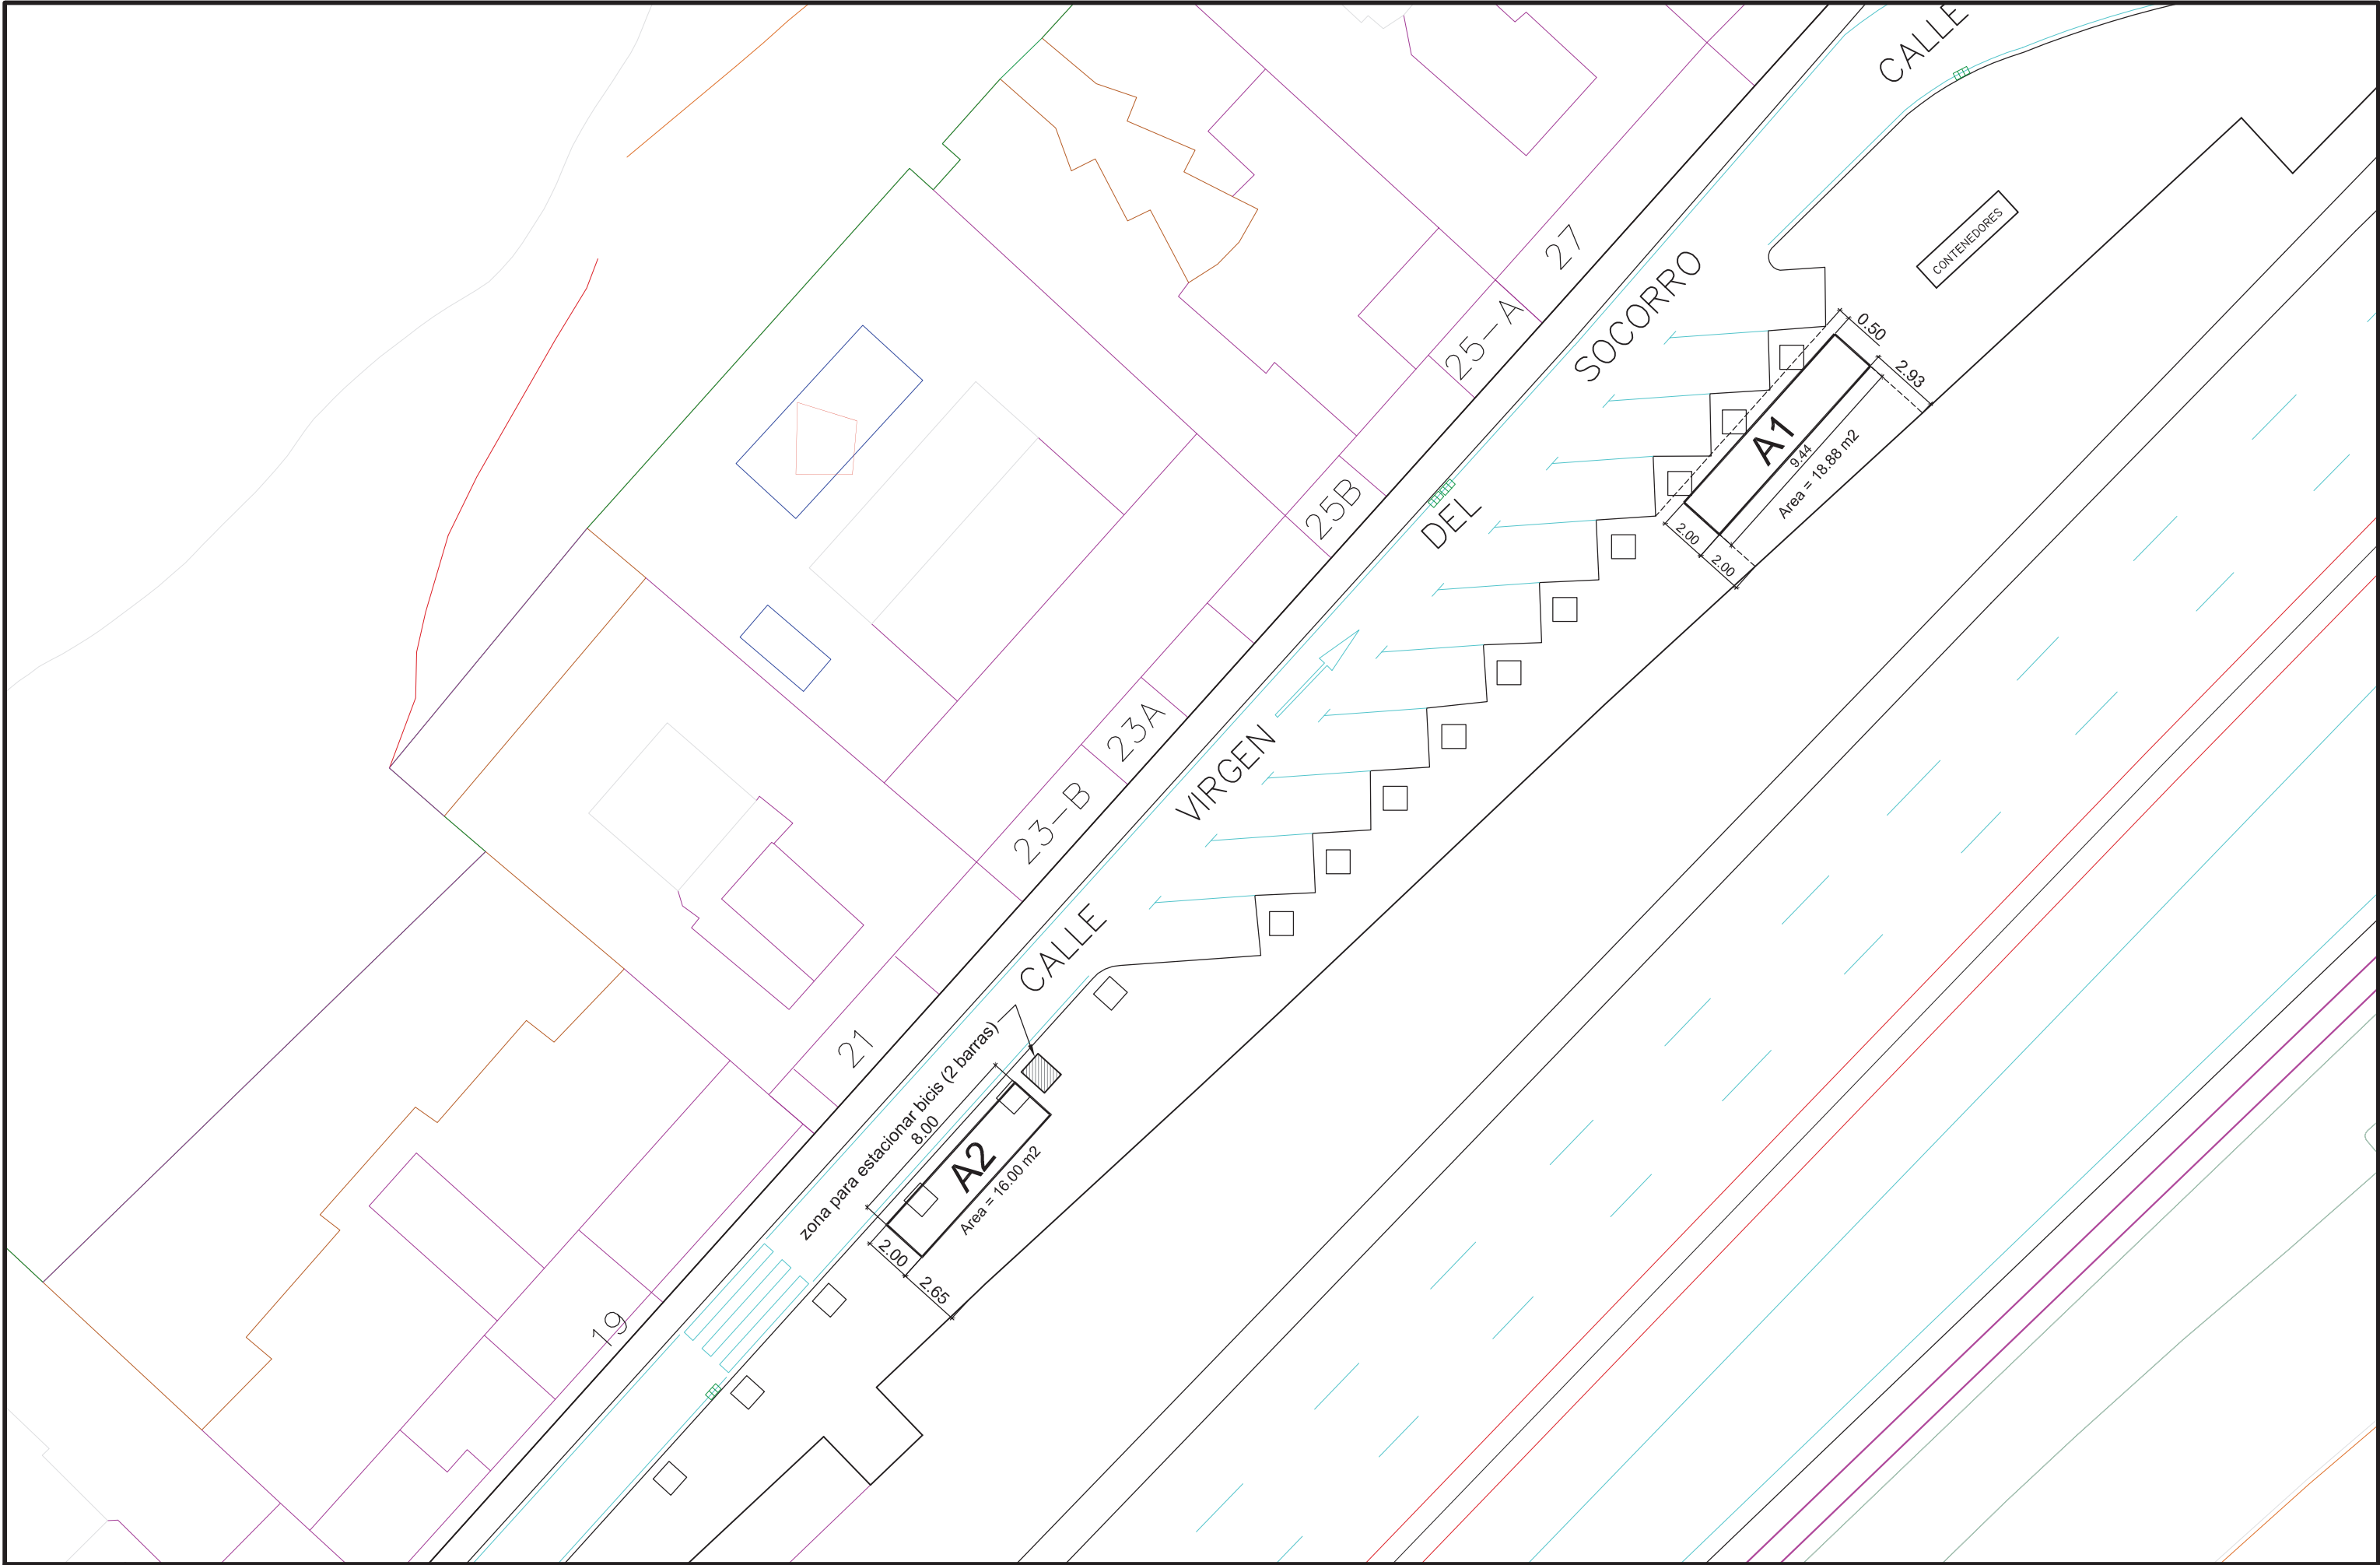 CALLE
CONTENEDORES
27
SOCORRO
25-A
0.50
2.93
A1
9.44
Area = 18.88 m2
25B
DEL
2.00
2.00
23A
VIRGEN
23-B
CALLE
21
zona para estacionar bicis (2 barras)
8.00
A2
Area = 16.00 m2
2.00
2.65
19